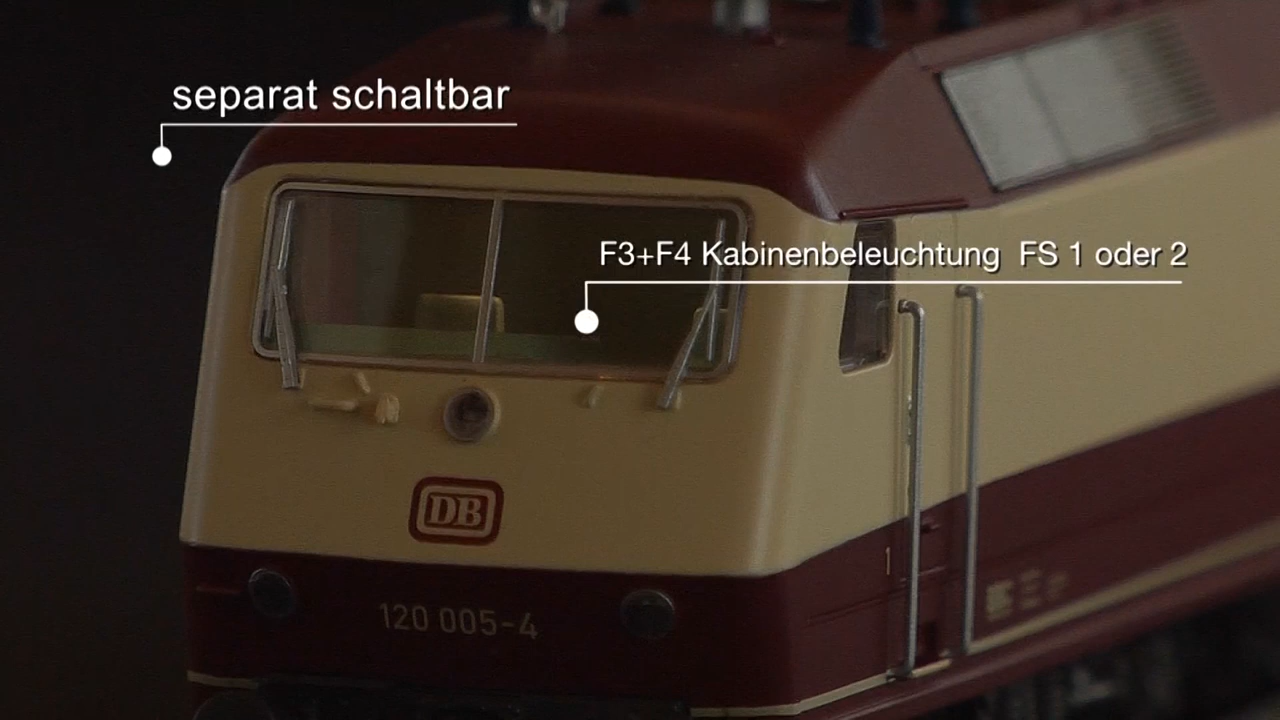 separat schaltbar
F3+F4 Kabinenbeleuchtung FS 1 oder 2
DB
1
120 005-4